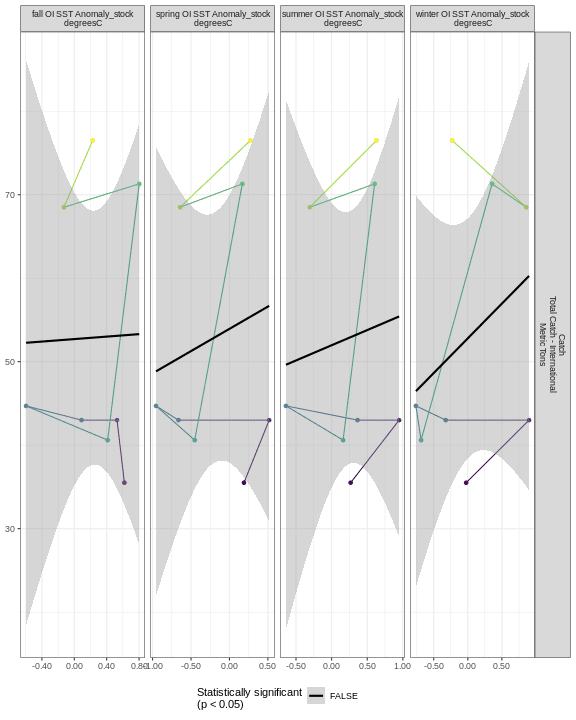 fall OI SST Anomaly_stock
degreesC
spring OI SST Anomaly_stock
degreesC
summer OI SST Anomaly_stock
degreesC
winter OI SST Anomaly_stock
degreesC
70
50
30
Catch
Total Catch - International
Metric Tons
-0.40 0.00 0.40 0.80
-1.00 -0.50 0.00 0.50
-0.50 0.00 0.50 1.00
-0.50 0.00 0.50
Statistically significant
(p < 0.05)
FALSE